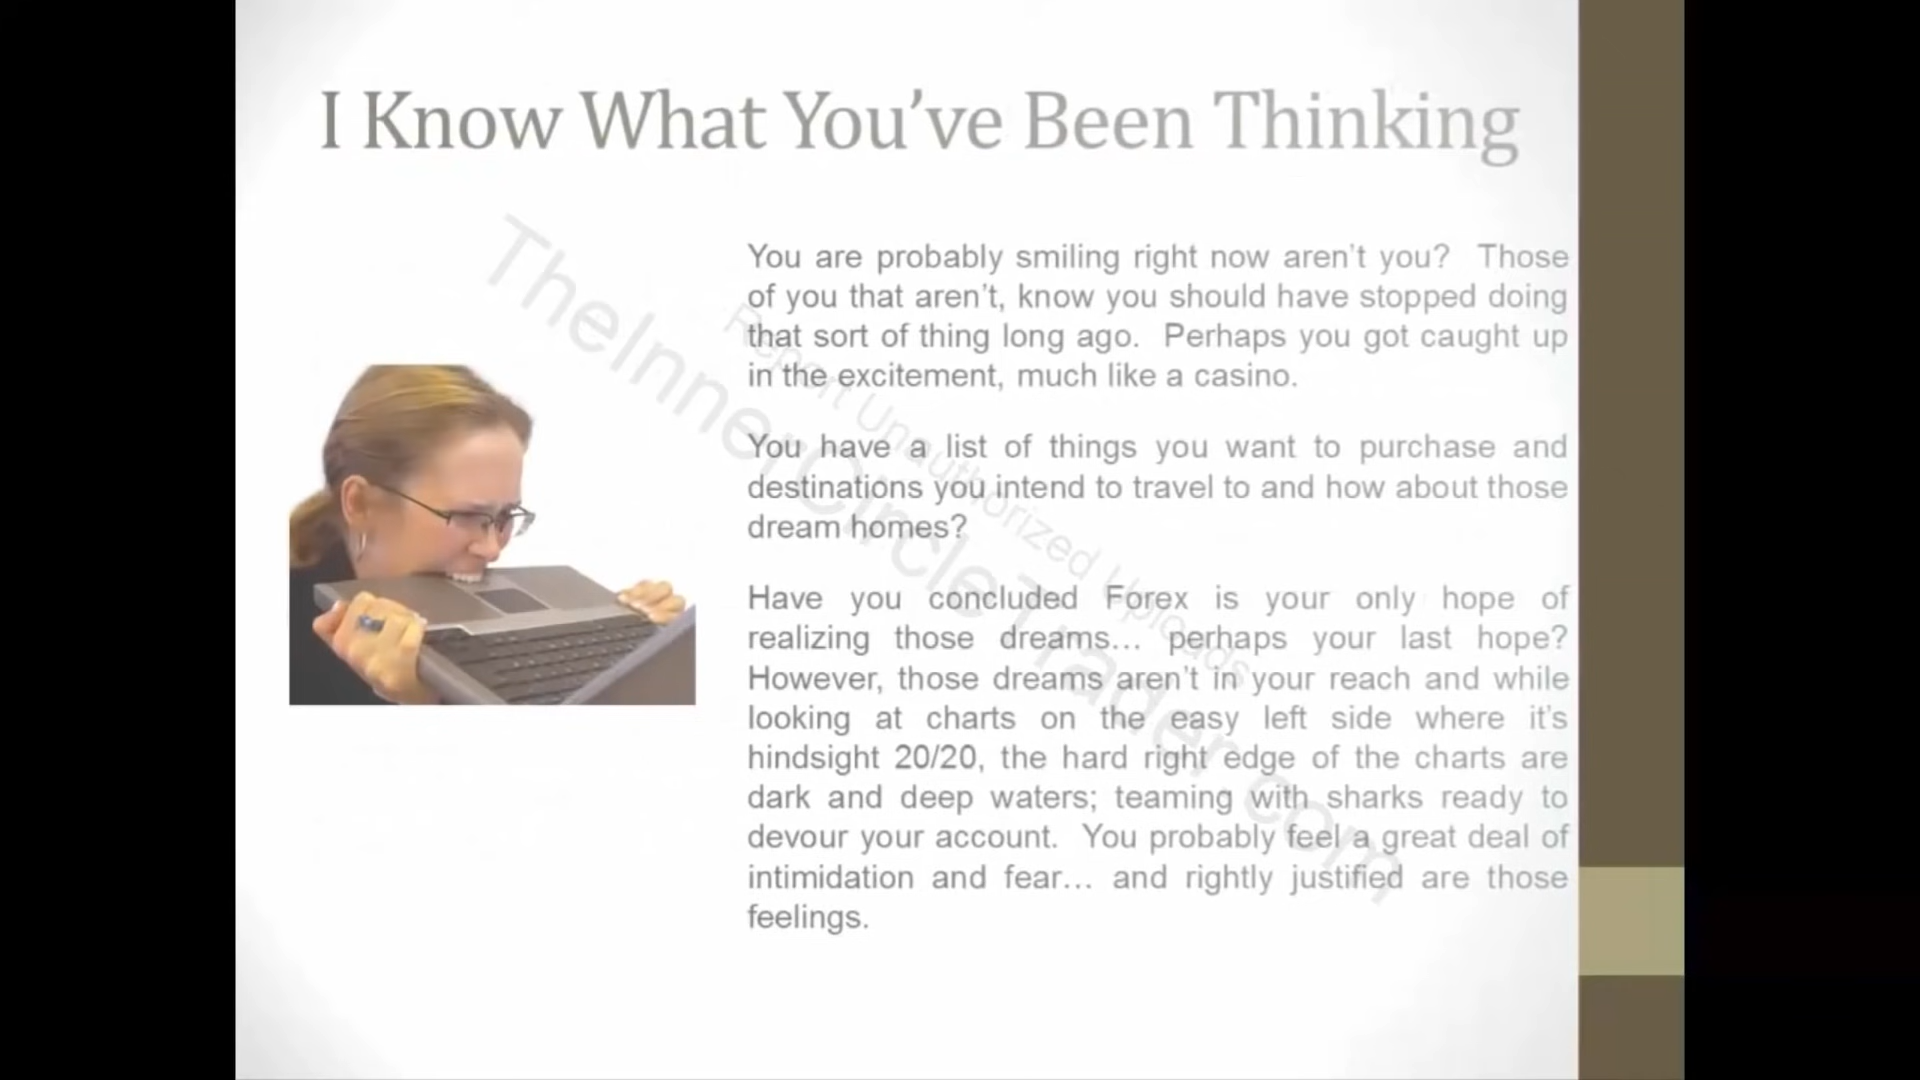 I Know What You've Been Thinking
You are probably smiling right now aren't you? Those
of you that aren't, know you should have stopped doing
that sort of thing long ago. Perhaps you got caught up
in the excitement, much like a casino.
You have a list of things you want to purchase and
destinations you intend to travel to and how about those
dream homes?
Have you concluded Forex is your only hope of
realizing those dreams... perhaps your last hope?
However, those dreams aren't in your reach and while
looking at charts on the easy left side where it's
hindsight 20/20, the hard right edge of the charts are
dark and deep waters; teaming with sharks ready to
devour your account. You probably feel a great deal of
intimidation and fear... and rightly justified are those
feelings.
TheInnerCircleTrader.com
Report Unauthorized Uploads